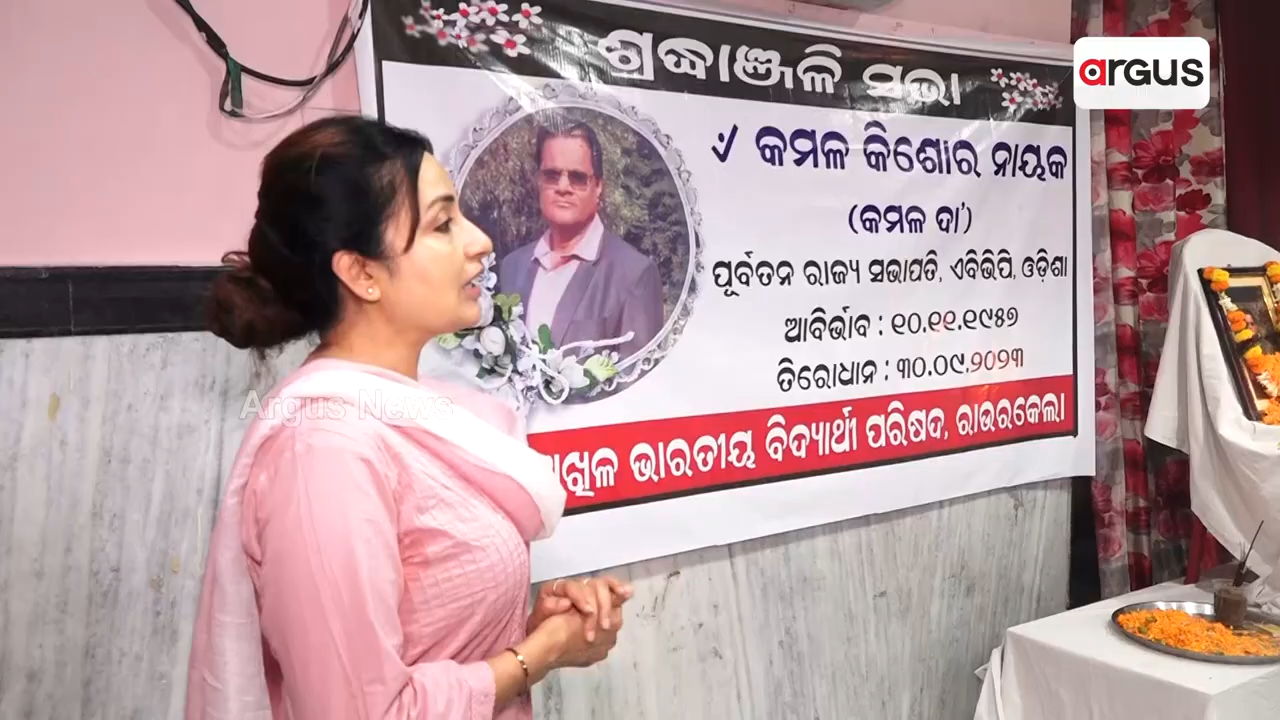 ଶ୍ରଦ୍ଧାଞ୍ଜଳି ସଭା
argus
ଏ କମଳ କିଶୋର ନାୟକ
(କମଳ ଦା')
ପୂର୍ବତନ ରାଜ୍ୟ ସଭାପତି, ଏବିଭିପି, ଓଡ଼ିଶା
ଆବିର୍ଭାବ : ୧୦.୧୧.୧୯୫୭
ତିରୋଧାନ : ୩୦.୦୯.୨୦୨୩
Argus News
ଅଖିଳ ଭାରତୀୟ ବିଦ୍ୟାର୍ଥୀ ପରିଷଦ, ରାଉରକେଲା